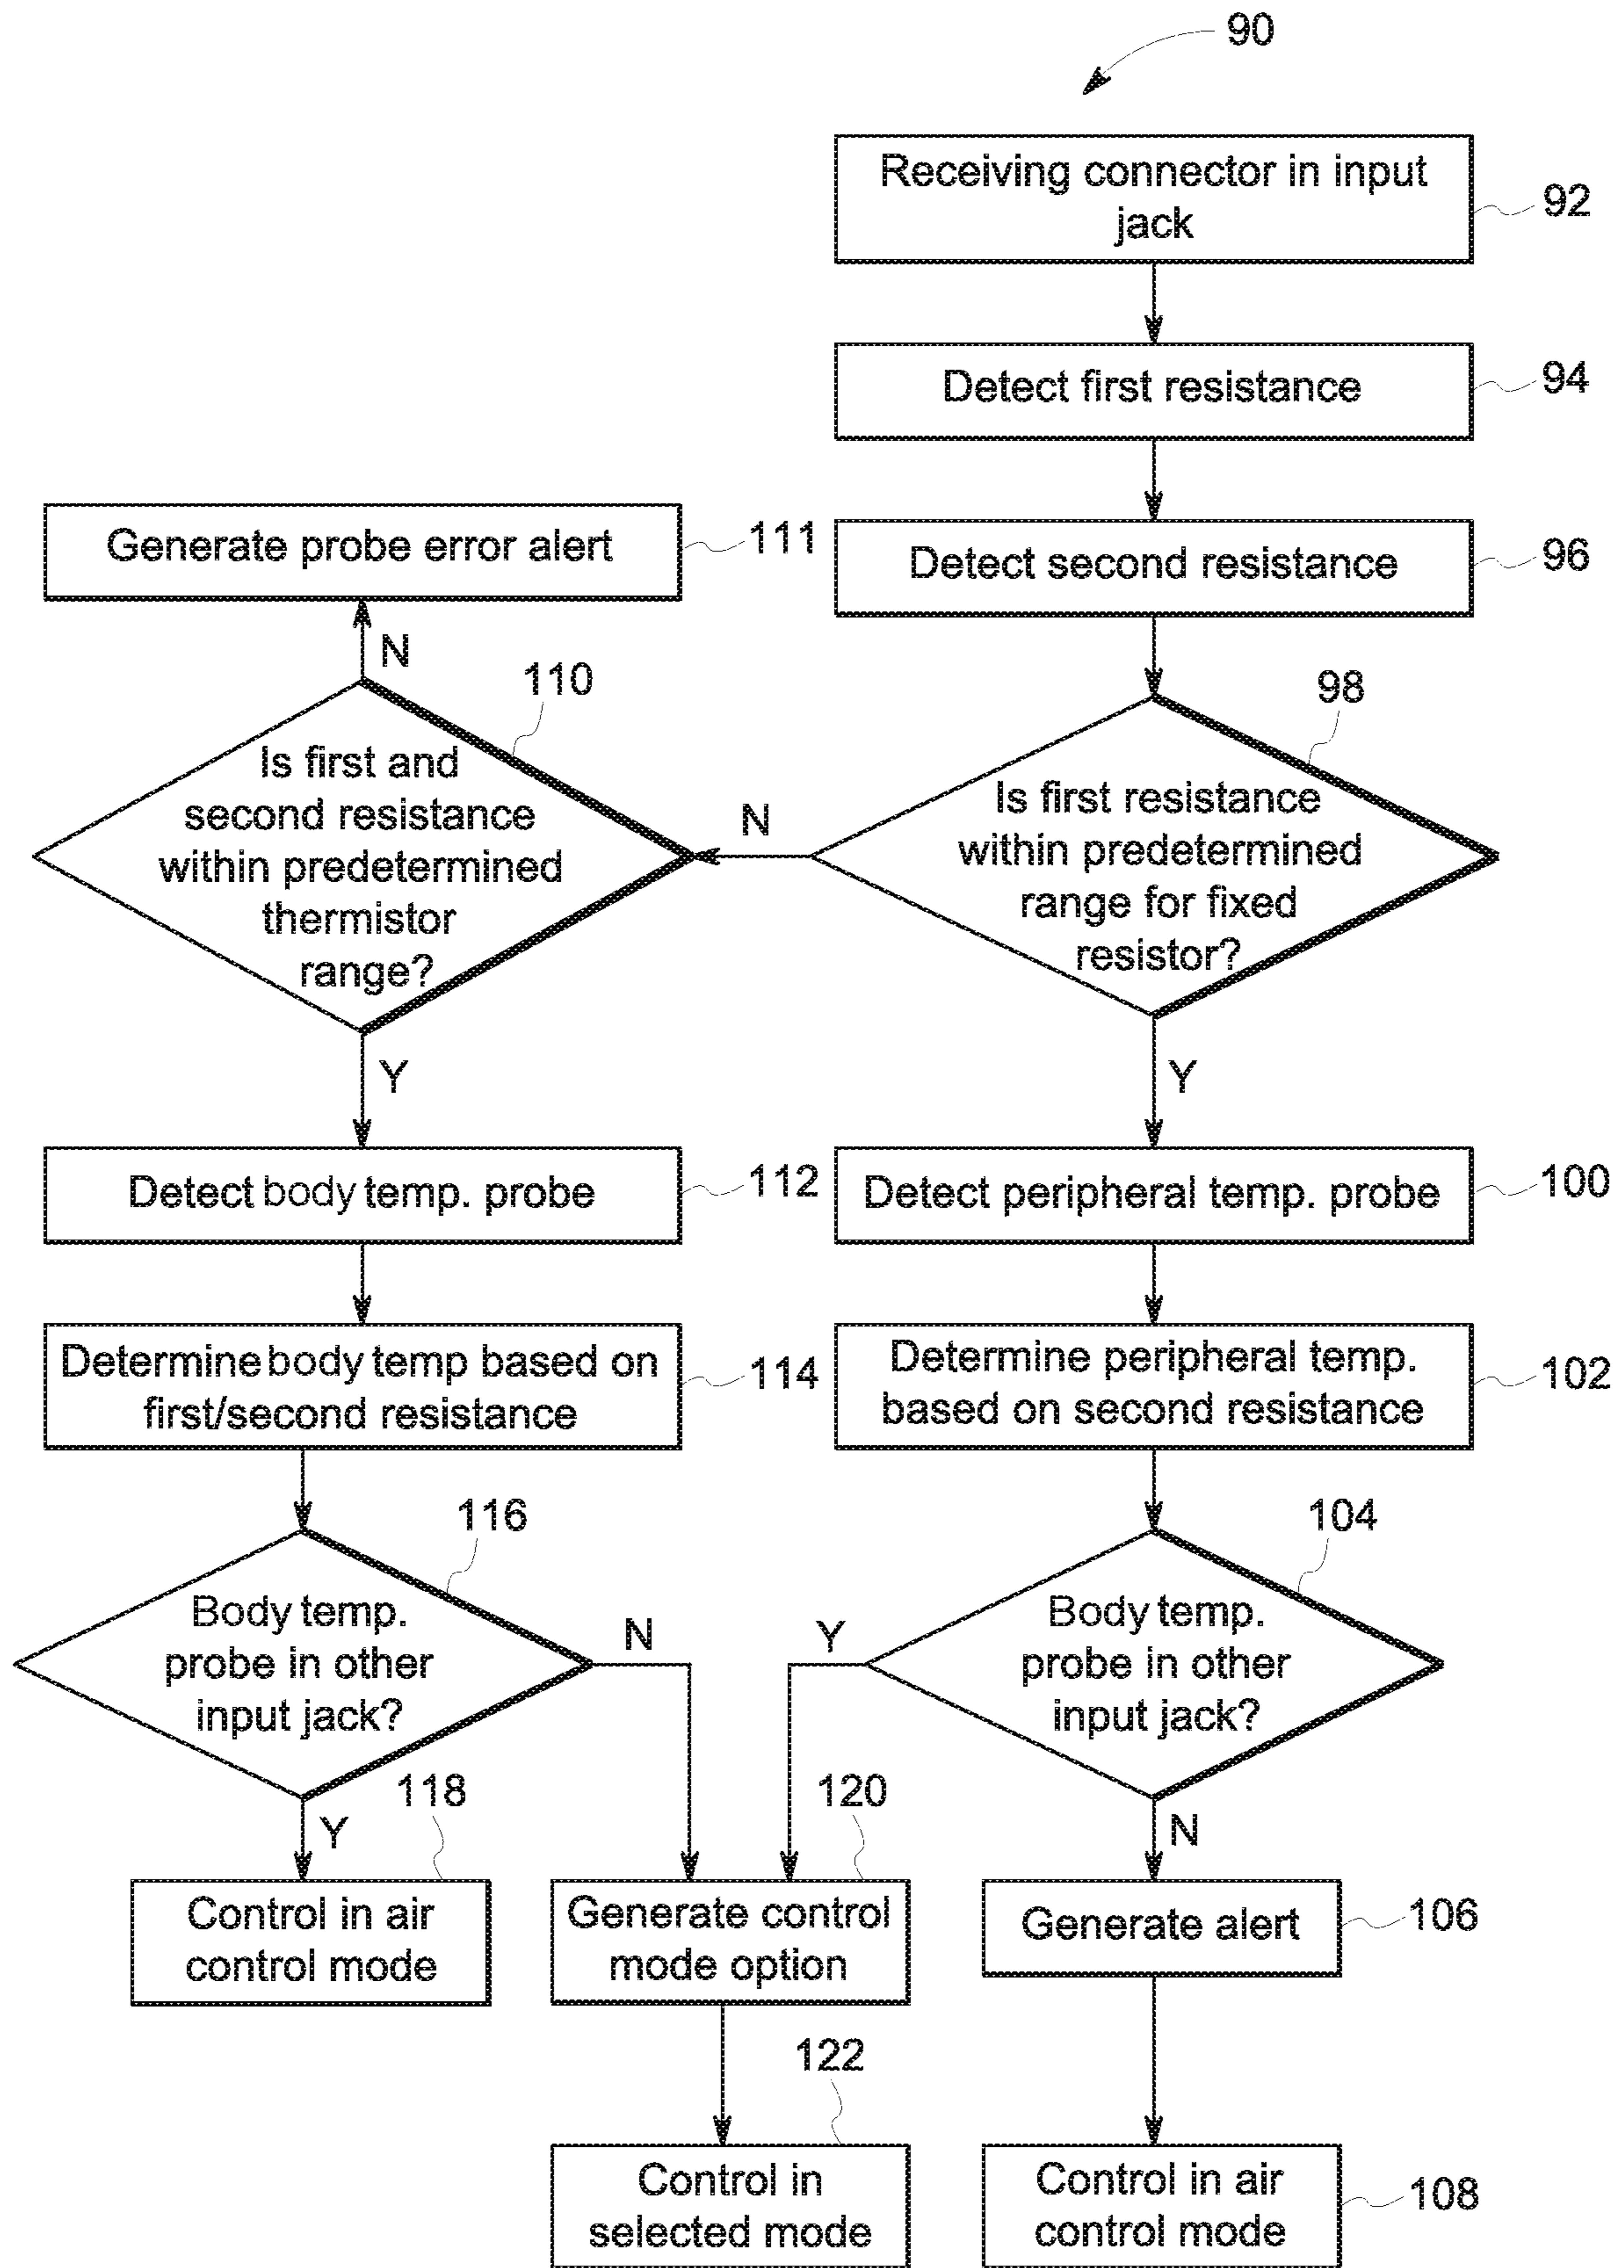 90
Receiving connector in input
jack
92
Detect first resistance
94
Detect second resistance
96
Generate probe error alert
111
N
110
Is first and
second resistance
within predetermined
thermistor
range?
N
98
Is first resistance
within predetermined
range for fixed
resistor?
Y
Y
Detect body temp. probe
112
Detect peripheral temp. probe
100
Determine body temp based on
first/second resistance
114
Determine peripheral temp.
based on second resistance
102
116
Body temp.
probe in other
input jack?
N
Y
104
Body temp.
probe in other
input jack?
Y
118
120
N
Control in air
control mode
Generate control
mode option
Generate alert
106
122
Control in
selected mode
Control in air
control mode
108